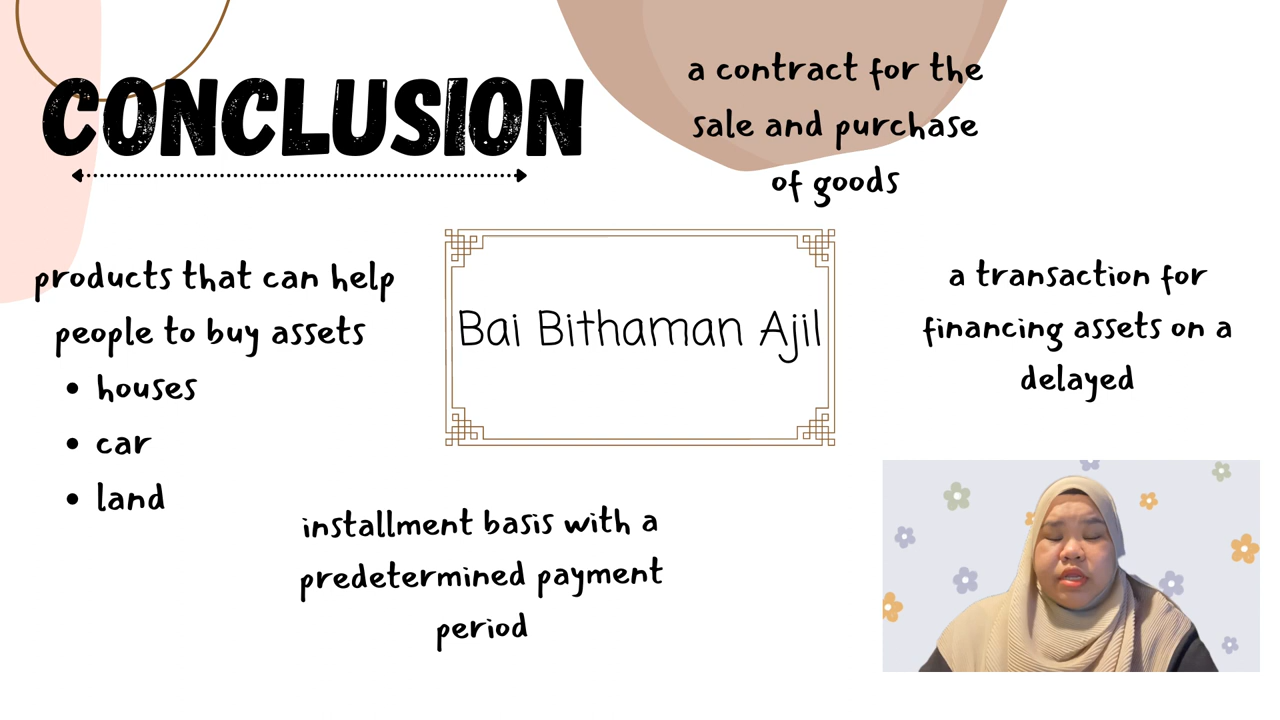 CONCLUSION
a contract for the
sale and purchase
of goods
products that can help
people to buy assets
• houses
• car
• land
Bai Bithaman Ajil
a transaction for
financing assets on a
delayed
installment basis with a
predetermined payment
period